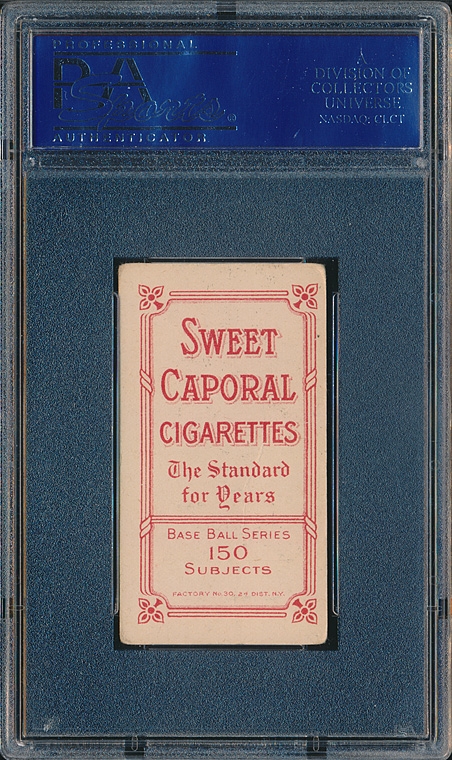 PROFESSIONAL
PSA
Sports
AUTHENTICATOR
A
DIVISION OF
COLLECTORS
UNIVERSE
NASDAQ: CLCT
SWEET
CAPORAL
CIGARETTES
The Standard
for Years
BASE BALL SERIES
150
SUBJECTS
FACTORY No. 30, 2d DIST. N.Y.